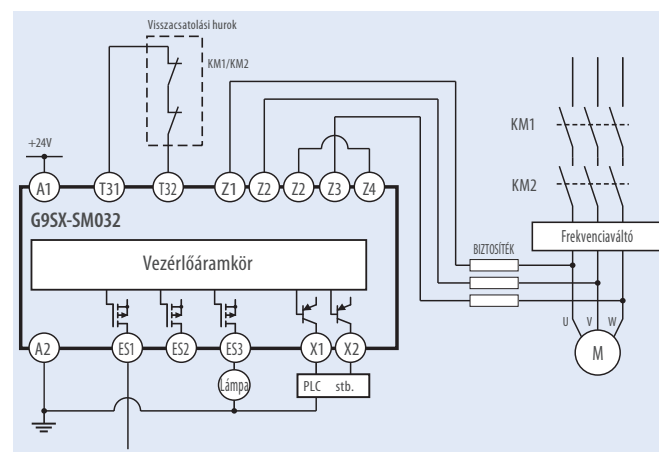 Visszacsatolási hurok
KM1/KM2
+24V
A1 T31 T32 Z1 Z2 Z2 Z3 Z4
G9SX-SM032
Vezérlőáramkör
A2 ES1 ES2 ES3 X1 X2
Lámpa
PLC stb.
KM1
KM2
Frekvenciaváltó
BIZTOSÍTÉK
U V W
M